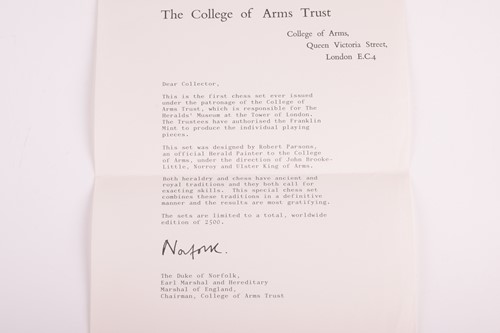 The College of Arms Trust
College of Arms,
Queen Victoria Street,
London E.C.4
Dear Collector,
This is the first chess set ever issued
under the patronage of the College of
Arms Trust, which is responsible for The
Heralds' Museum at the Tower of London.
The Trustees have authorised the Franklin
Mint to produce the individual playing
pieces.
This set was designed by Robert Parsons,
an official Herald Painter to the College
of Arms, under the direction of John Brooke-
Little, Norroy and Ulster King of Arms.
Both heraldry and chess have ancient and
royal traditions and they both call for
exacting skills. This special chess set
combines these traditions in a definitive
manner and the results are most gratifying.
The sets are limited to a total, worldwide
edition of 2500.
Norfolk.
The Duke of Norfolk,
Earl Marshal and Hereditary
Marshal of England,
Chairman, College of Arms Trust